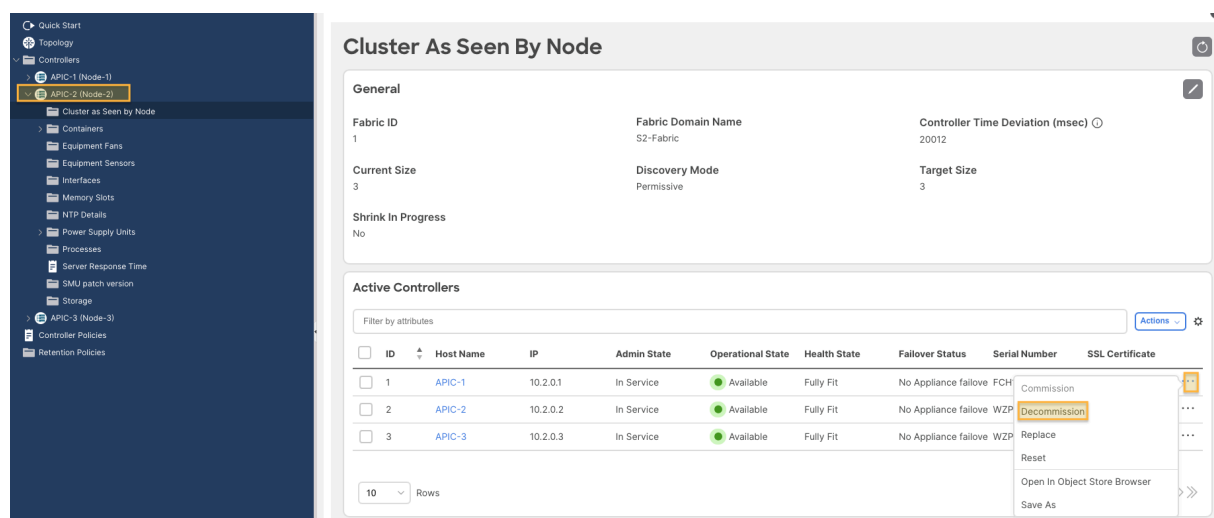 Quick Start
Topology
Controllers
APIC-1 (Node-1)
APIC-2 (Node-2)
Cluster as Seen by Node
Containers
Equipment Fans
Equipment Sensors
Interfaces
Memory Slots
NTP Details
Power Supply Units
Processes
Server Response Time
SMU patch version
Storage
APIC-3 (Node-3)
Controller Policies
Retention Policies
Cluster As Seen By Node
General
Fabric ID Fabric Domain Name Controller Time Deviation (msec)
1 S2-Fabric 20012
Current Size Discovery Mode Target Size
3 Permissive 3
Shrink In Progress
No
Active Controllers
Filter by attributes Actions
ID Host Name IP Admin State Operational State Health State Failover Status Serial Number SSL Certificate
1 APIC-1 10.2.0.1 In Service Available Fully Fit No Appliance failove FCH
2 APIC-2 10.2.0.2 In Service Available Fully Fit No Appliance failove WZP
3 APIC-3 10.2.0.3 In Service Available Fully Fit No Appliance failove WZP
Commission
Decommission
Replace
Reset
Open In Object Store Browser
Save As
10 Rows